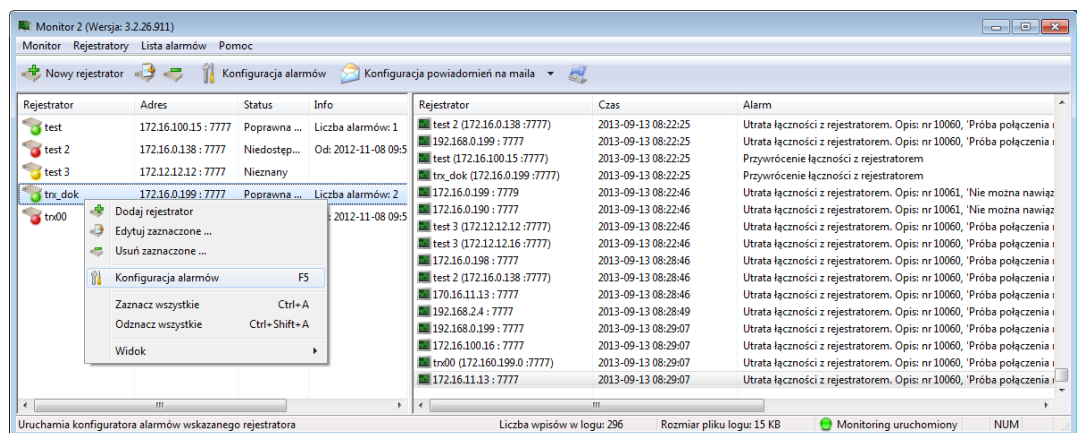 Monitor 2 (Wersja: 3.2.26.911)
Monitor Rejestratory Lista alarmów Pomoc
Nowy rejestrator Konfiguracja alarmów Konfiguracja powiadomień na maila
Rejestrator Adres Status Info
test 172.16.100.15 : 7777 Poprawna ... Liczba alarmów: 1
test 2 172.16.0.138 : 7777 Niedostęp... Od: 2012-11-08 09:5
test 3 172.12.12.12 : 7777 Nieznany
trx_dok 172.16.0.199 : 7777 Poprawna ... Liczba alarmów: 2
trx00 : 2012-11-08 09:5
Dodaj rejestrator
Edytuj zaznaczone ...
Usuń zaznaczone ...
Konfiguracja alarmów F5
Zaznacz wszystkie Ctrl+A
Odznacz wszystkie Ctrl+Shift+A
Widok
Rejestrator Czas Alarm
test 2 (172.16.0.138 :7777) 2013-09-13 08:22:25 Utrata łączności z rejestratorem. Opis: nr 10060, 'Próba połączenia
192.168.0.199 : 7777 2013-09-13 08:22:25 Utrata łączności z rejestratorem. Opis: nr 10060, 'Próba połączenia
test (172.16.100.15 :7777) 2013-09-13 08:22:25 Przywrócenie łączności z rejestratorem
trx_dok (172.16.0.199 :7777) 2013-09-13 08:22:25 Przywrócenie łączności z rejestratorem
172.16.0.199 : 7779 2013-09-13 08:22:46 Utrata łączności z rejestratorem. Opis: nr 10061, 'Nie można nawiąz
172.16.0.190 : 7777 2013-09-13 08:22:46 Utrata łączności z rejestratorem. Opis: nr 10061, 'Nie można nawiąz
test 3 (172.12.12.12 :7777) 2013-09-13 08:22:46 Utrata łączności z rejestratorem. Opis: nr 10060, 'Próba połączenia
test 3 (172.12.12.16 :7777) 2013-09-13 08:22:46 Utrata łączności z rejestratorem. Opis: nr 10060, 'Próba połączenia
172.16.0.198 : 7777 2013-09-13 08:28:46 Utrata łączności z rejestratorem. Opis: nr 10060, 'Próba połączenia
test 2 (172.16.0.138 :7777) 2013-09-13 08:28:46 Utrata łączności z rejestratorem. Opis: nr 10060, 'Próba połączenia
170.16.11.13 : 7777 2013-09-13 08:28:46 Utrata łączności z rejestratorem. Opis: nr 10060, 'Próba połączenia
192.168.2.4 : 7777 2013-09-13 08:28:49 Utrata łączności z rejestratorem. Opis: nr 10060, 'Próba połączenia
192.168.0.199 : 7777 2013-09-13 08:29:07 Utrata łączności z rejestratorem. Opis: nr 10060, 'Próba połączenia
172.16.100.16 : 7777 2013-09-13 08:29:07 Utrata łączności z rejestratorem. Opis: nr 10060, 'Próba połączenia
trx00 (172.160.199.0 :7777) 2013-09-13 08:29:07 Utrata łączności z rejestratorem. Opis: nr 10060, 'Próba połączenia
172.16.11.13 : 7777 2013-09-13 08:29:07 Utrata łączności z rejestratorem. Opis: nr 10060, 'Próba połączenia
Uruchamia konfiguratora alarmów wskazanego rejestratora Liczba wpisów w logu: 296 Rozmiar pliku logu: 15 KB Monitoring uruchomiony NUM